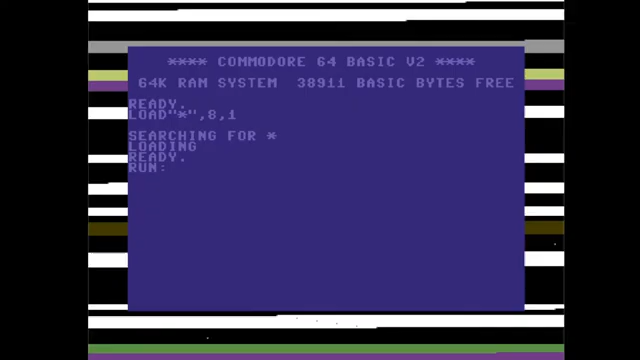 **** COMMODORE 64 BASIC V2 ****
64K RAM SYSTEM 38911 BASIC BYTES FREE
READY.
LOAD"*",8,1
SEARCHING FOR *
LOADING
READY.
RUN: